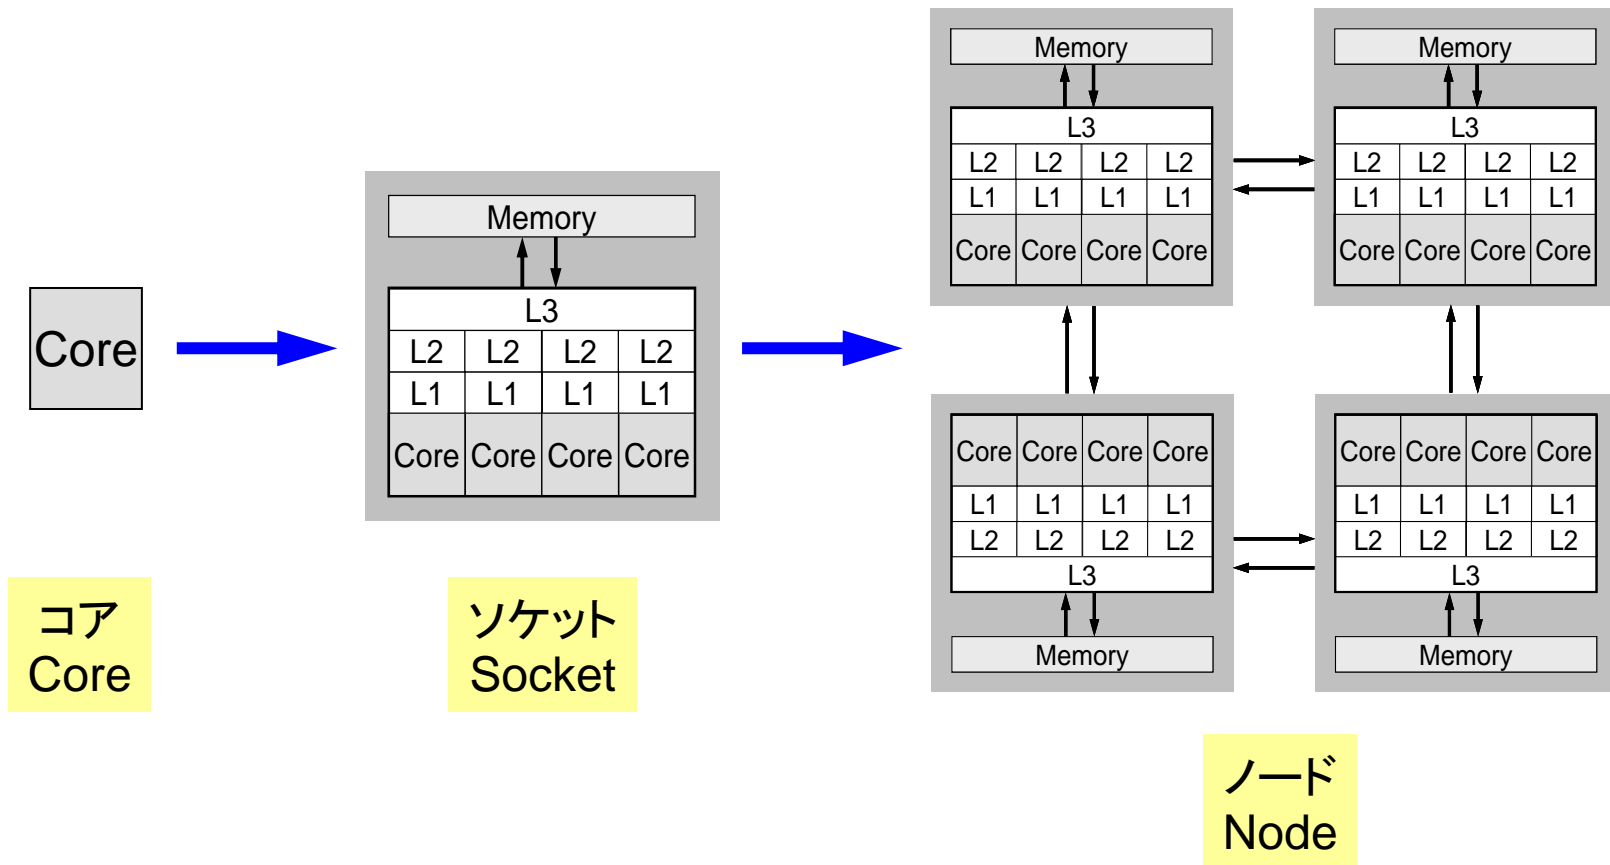 Core
コア
Core
Memory
L3
L2 L2 L2 L2
L1 L1 L1 L1
Core Core Core Core
ソケット
Socket
Memory
L3
L2 L2 L2 L2
L1 L1 L1 L1
Core Core Core Core
Memory
L3
L2 L2 L2 L2
L1 L1 L1 L1
Core Core Core Core
Core Core Core Core
L1 L1 L1 L1
L2 L2 L2 L2
L3
Memory
Core Core Core Core
L1 L1 L1 L1
L2 L2 L2 L2
L3
Memory
ノード
Node